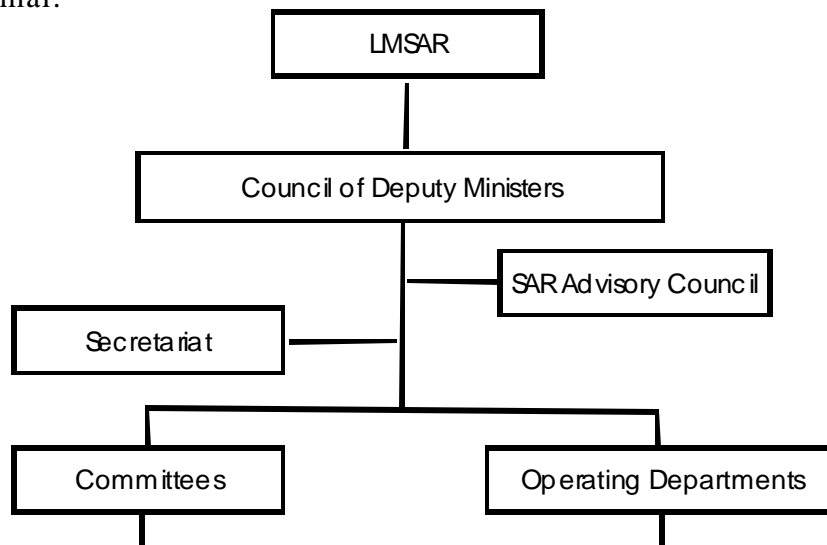 LMSAR
Council of Deputy Ministers
SAR Advisory Council
Secretariat
Committees
Operating Departments